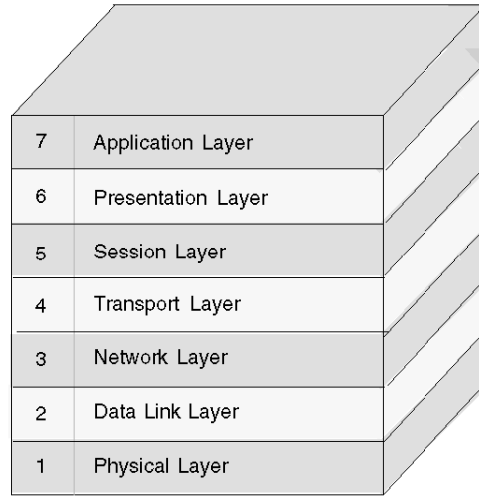 7 Application Layer
6 Presentation Layer
5 Session Layer
4 Transport Layer
3 Network Layer
2 Data Link Layer
1 Physical Layer